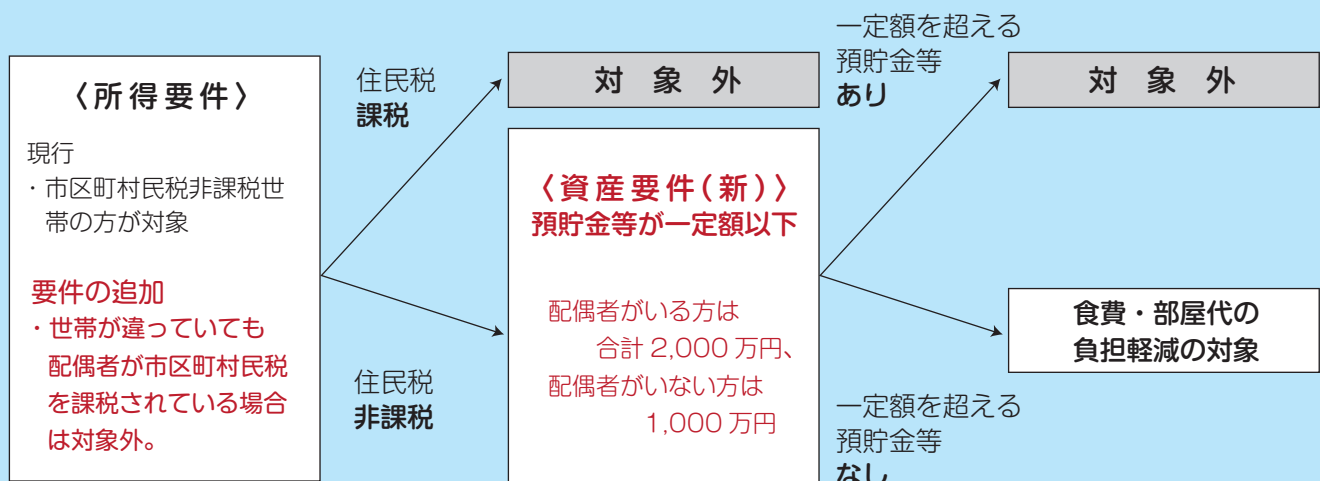 〈所得要件〉
現行
・市区町村民税非課税世
帯の方が対象
要件の追加
・世帯が違っていても
配偶者が市区町村民税
を課税されている場合
は対象外。
住民税
課税
住民税
非課税
対象外
〈資産要件(新)〉
預貯金等が一定額以下
配偶者がいる方は
合計 2,000 万円、
配偶者がいない方は
1,000 万円
一定額を超える
預貯金等
あり
一定額を超える
預貯金等
なし
対象外
食費・部屋代の
負担軽減の対象